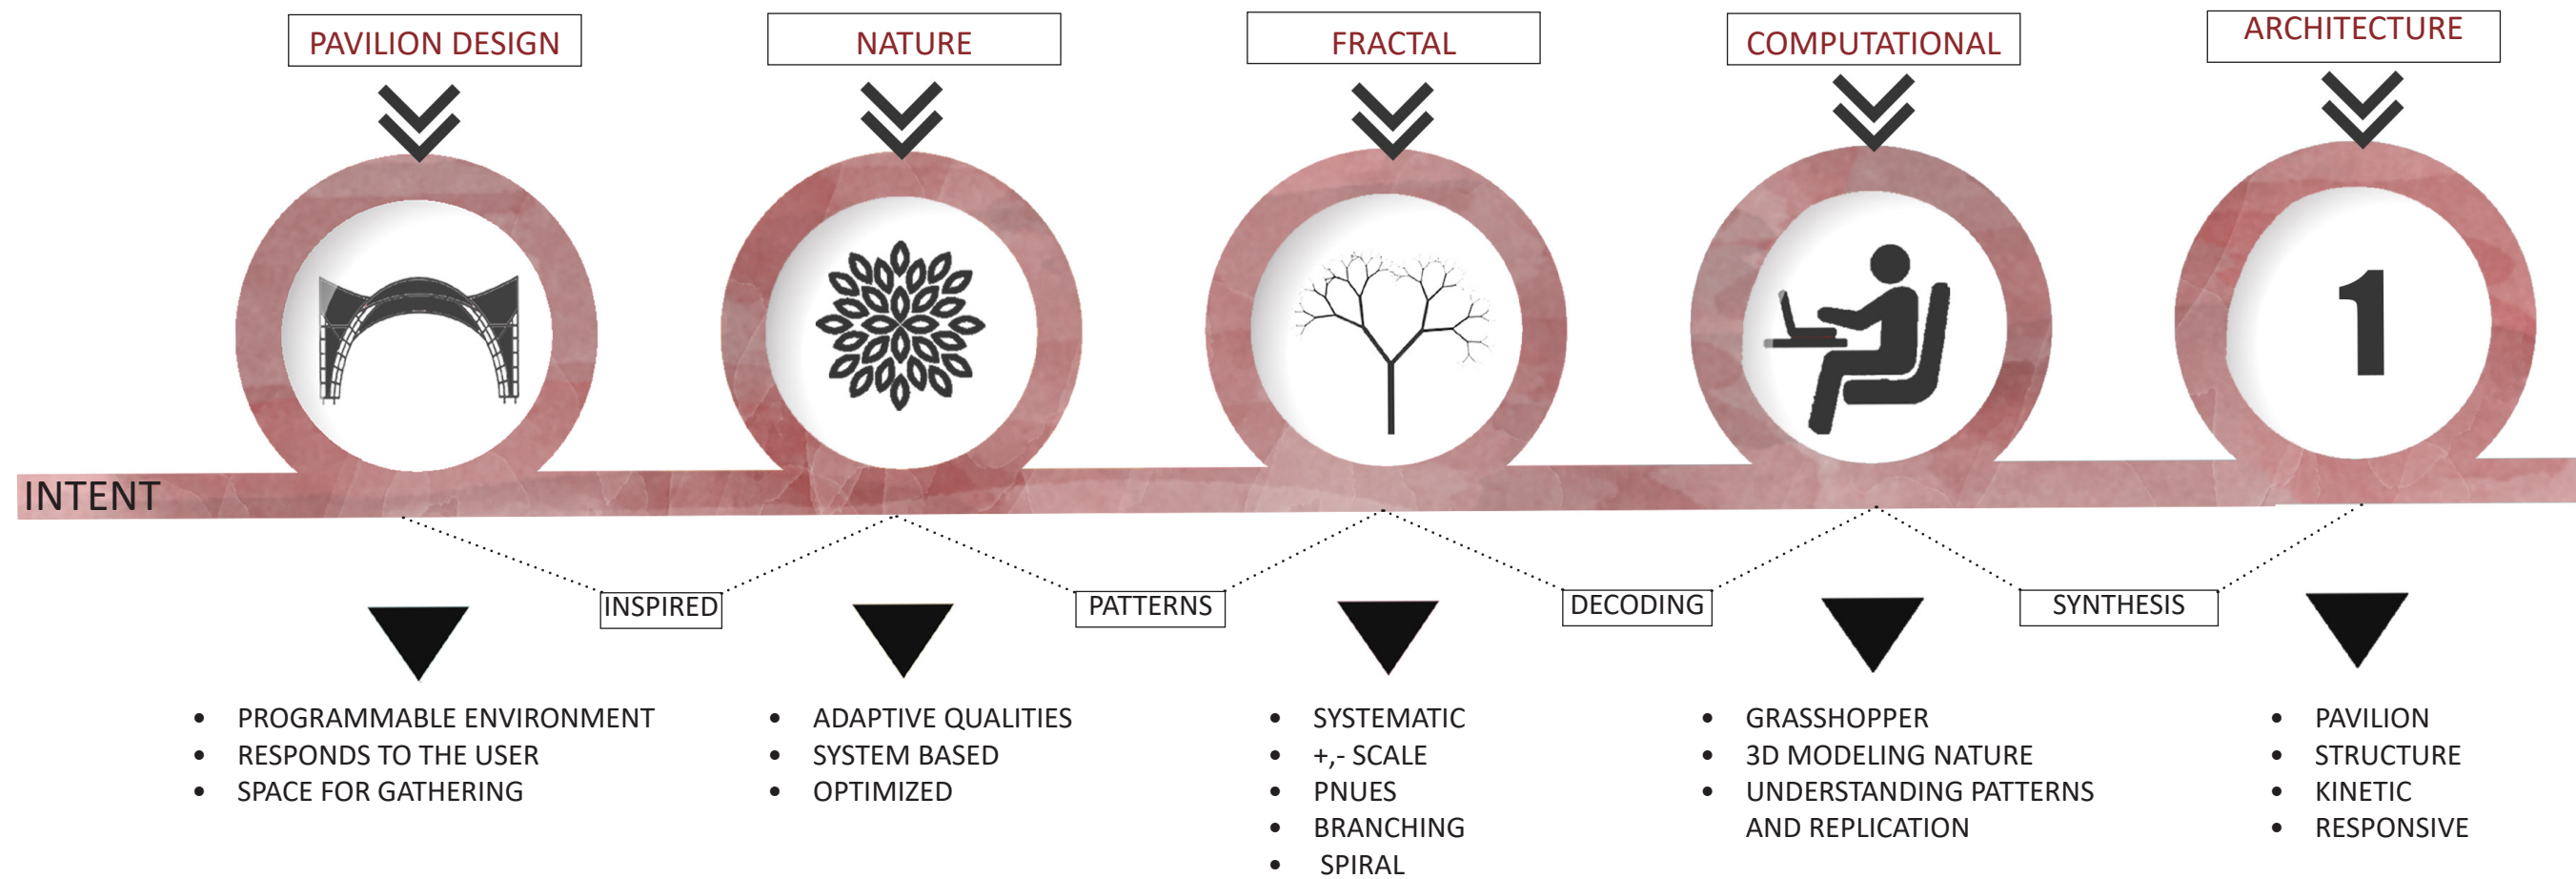 PAVILION DESIGN
NATURE
FRACTAL
COMPUTATIONAL
ARCHITECTURE
1
INTENT
INSPIRED
PATTERNS
DECODING
SYNTHESIS
• PROGRAMMABLE ENVIRONMENT
• RESPONDS TO THE USER
• SPACE FOR GATHERING
• ADAPTIVE QUALITIES
• SYSTEM BASED
• OPTIMIZED
• SYSTEMATIC
• +,- SCALE
• PNUES
• BRANCHING
• SPIRAL
• GRASSHOPPER
• 3D MODELING NATURE
• UNDERSTANDING PATTERNS
AND REPLICATION
• PAVILION
• STRUCTURE
• KINETIC
• RESPONSIVE